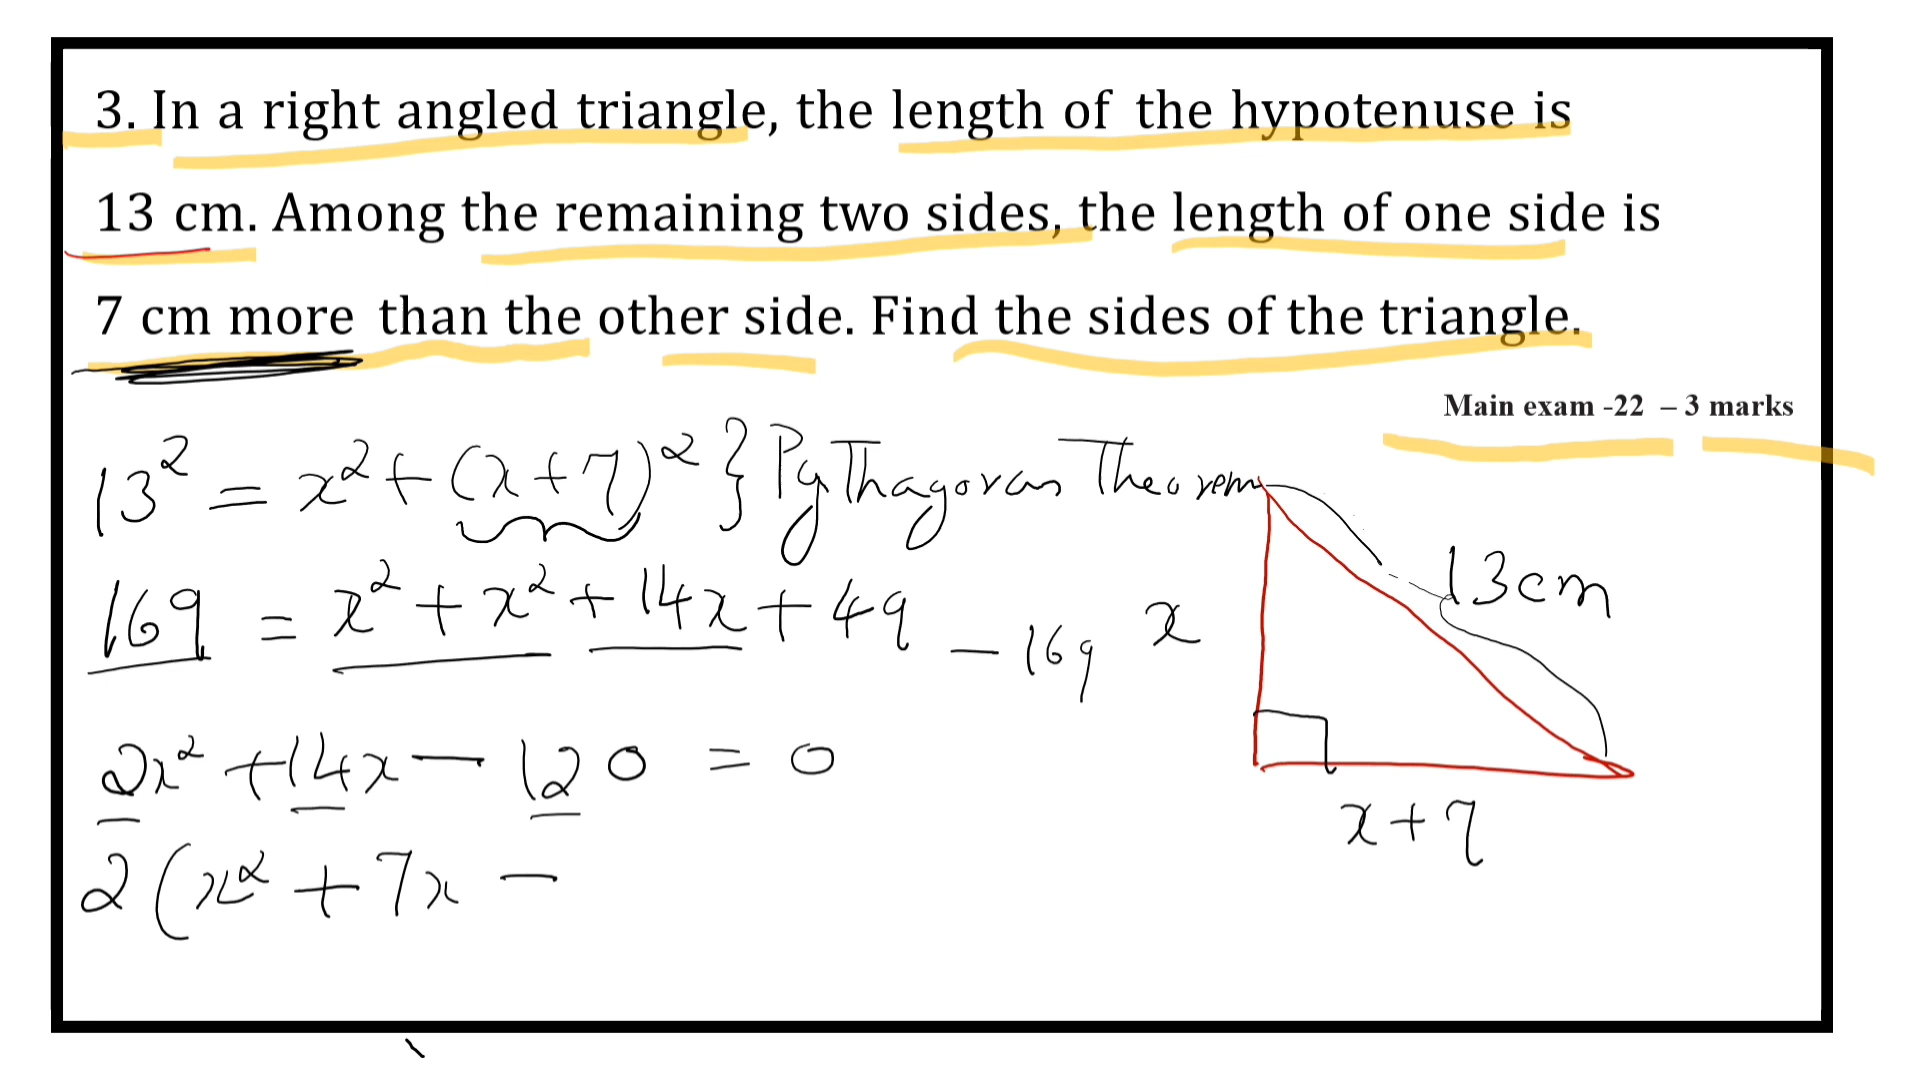 3. In a right angled triangle, the length of the hypotenuse is
13 cm. Among the remaining two sides, the length of one side is
7 cm more than the other side. Find the sides of the triangle.
Main exam -22 – 3 marks
13² = x² + (x+7)² } Pythagoras Theorem
169 = x² + x² + 14x + 49 - 169
2x² + 14x - 120 = 0
2 (x² + 7x -
13cm
x
x+7